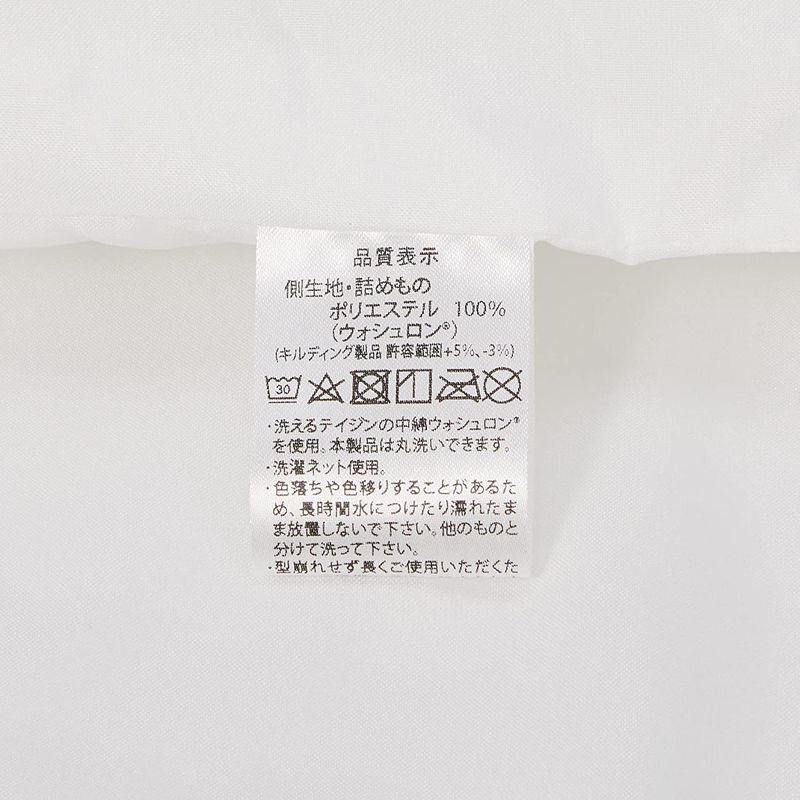 品質表示
側生地・詰めもの
ポリエステル 100%
(ウォシュロン®)
(キルディング製品 許容範囲+5%、-3%)
30
・洗えるテイジンの中綿ウォシュロン®
を使用。本製品は丸洗いできます。
・洗濯ネット使用。
・色落ちや色移りすることがあるた
め、長時間水につけたり濡れたま
ま放置しないで下さい。他のものと
分けて洗って下さい。
・型崩れせず長くご使用いただくた